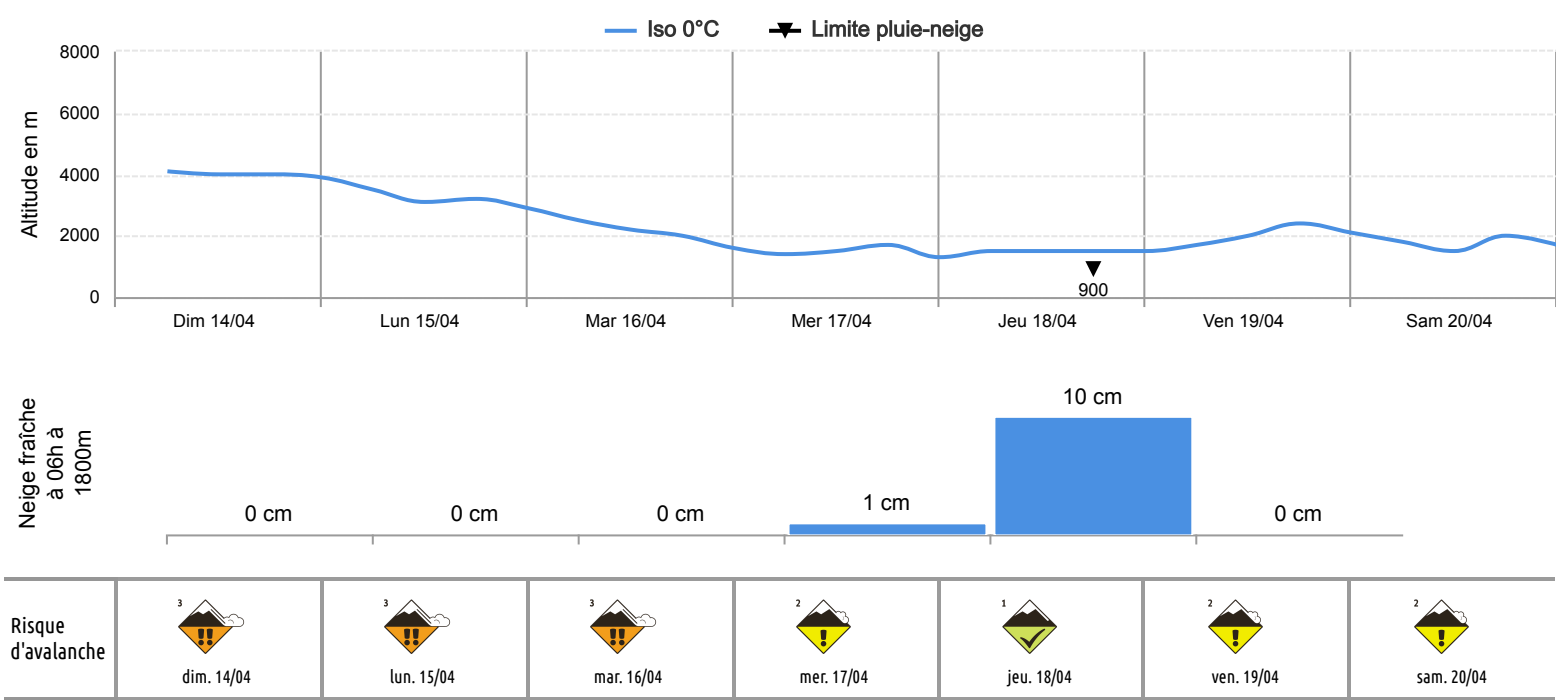 Iso 0°C
Limite pluie-neige
Altitude en m
8000
6000
4000
2000
0
900
Dim 14/04
Lun 15/04
Mar 16/04
Mer 17/04
Jeu 18/04
Ven 19/04
Sam 20/04
Neige fraîche
à 06h à
1800m
0 cm
0 cm
0 cm
1 cm
10 cm
0 cm
Risque
d'avalanche
3
!!
dim. 14/04
3
!!
lun. 15/04
3
!!
mar. 16/04
2
!
mer. 17/04
1
jeu. 18/04
2
!
ven. 19/04
2
!
sam. 20/04